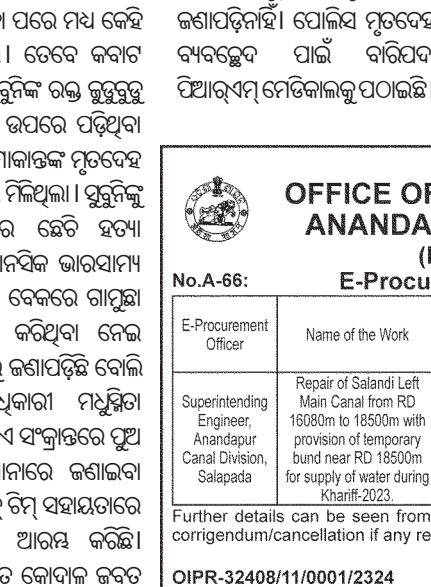 ପରେ ମଧ୍ୟ କେହି
। ତେବେ କବାଟ
ରକ୍ତ ଜୁଡୁବୁଡୁ
ଉପରେ ପଡ଼ିଥିବା
ମୃତଦେହ
ମିଳିଥିଲା। ସୁବୁନିଙ୍କୁ
ଛେଚି ହତ୍ୟା
ଭାରସାମ୍ୟ
ବେକରେ ଗାମୁଛା
କରିଥିବା ନେଇ
ଜଣାପଡ଼ିଛି ବୋଲି
ମଧୁସ୍ମିତା
ଏ ସଂକ୍ରାନ୍ତରେ ପୁଅ
ଜଣାଇବା
ଟିମ୍ ସହାୟତାରେ
ଆରମ୍ଭ କରିଛି।
କୋଦାଳ ଜବତ
ଜଣାପଡ଼ିନାହିଁ। ପୋଲିସ ମୃତଦେହ
ବ୍ୟବଚ୍ଛେଦ ପାଇଁ ବାରିପଦ
ପିଆର୍‌ଏମ୍ ମେଡିକାଲକୁ ପଠାଇଛି।
OFFICE OF
ANANDA
No.A-66:
E-Procu
E-Procurement
Officer
Name of the Work
Superintending
Engineer,
Anandapur
Canal Division,
Salapada
Repair of Salandi Left
Main Canal from RD
16080m to 18500m with
provision of temporary
bund near RD 18500m
for supply of water during
Khariff-2023.
Further details can be seen from
corrigendum/cancellation if any re
OIPR-32408/11/0001/2324